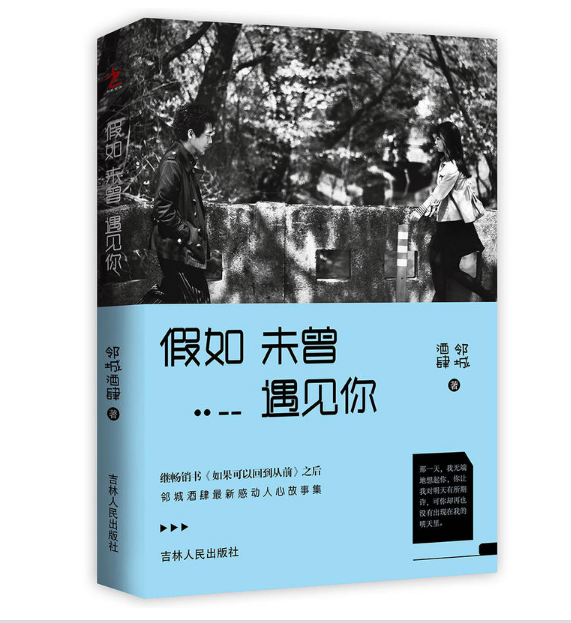 假如 未曾 遇见你
邻城酒肆 著
吉林人民出版社
假如 未曾
遇见你
邻城
酒肆
著
继畅销书《如果可以回到从前》之后
邻城酒肆最新感动人心故事集
吉林人民出版社
那一天，我无端
地想起你，你让
我对明天有所期
许，可你却再也
没有出现在我的
明天里。